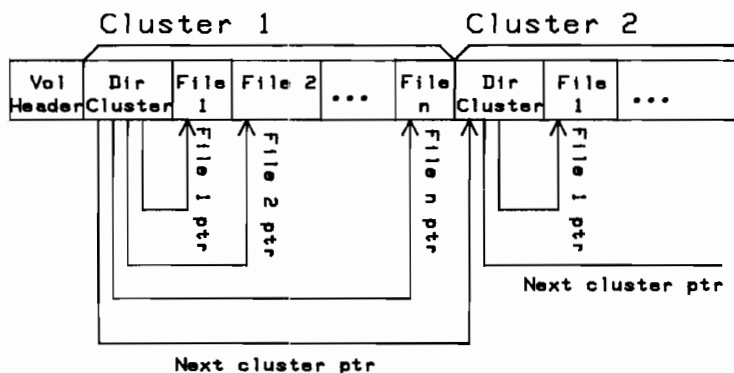 Cluster 1
Cluster 2
Vol Header
Dir Cluster
File 1
File 2
...
File n
Dir Cluster
File 1
...
File 1 ptr
File 2 ptr
File n ptr
File 1 ptr
Next cluster ptr
Next cluster ptr